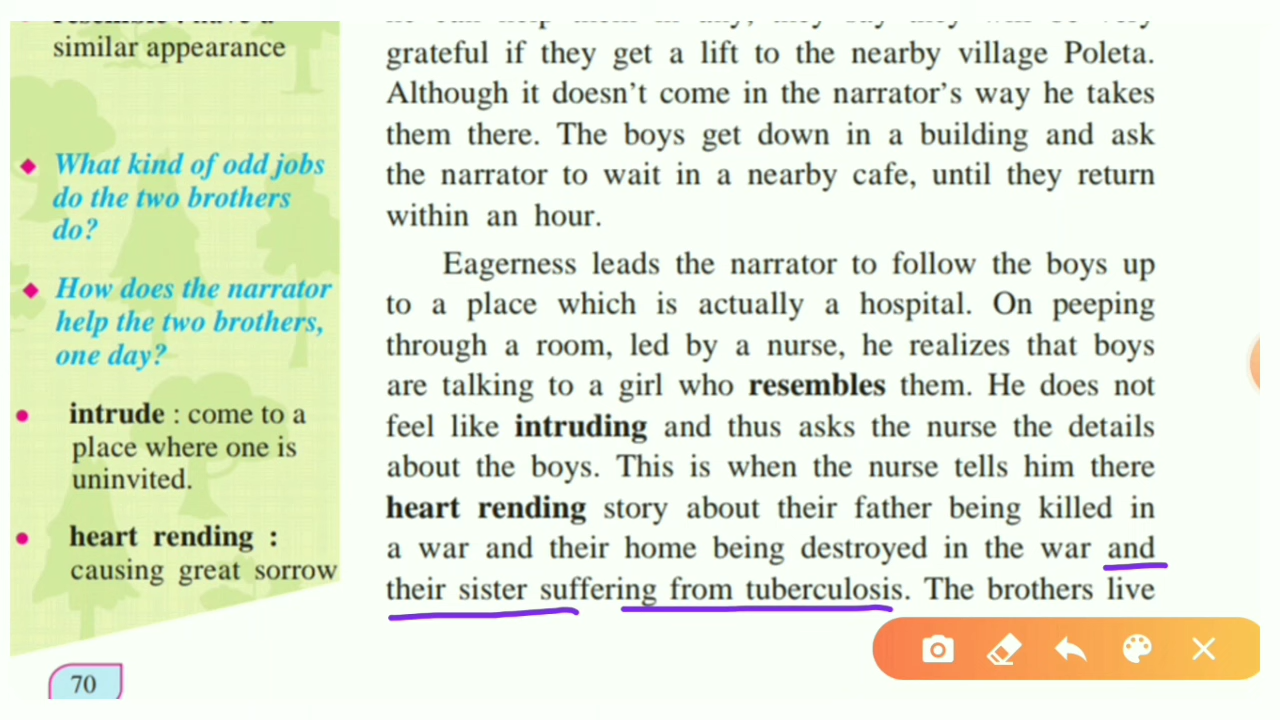 similar appearance
What kind of odd jobs
do the two brothers
do?
How does the narrator
help the two brothers,
one day?
intrude : come to a
place where one is
uninvited.
heart rending :
causing great sorrow
70
grateful if they get a lift to the nearby village Poleta.
Although it doesn't come in the narrator's way he takes
them there. The boys get down in a building and ask
the narrator to wait in a nearby cafe, until they return
within an hour.
Eagerness leads the narrator to follow the boys up
to a place which is actually a hospital. On peeping
through a room, led by a nurse, he realizes that boys
are talking to a girl who resembles them. He does not
feel like intruding and thus asks the nurse the details
about the boys. This is when the nurse tells him there
heart rending story about their father being killed in
a war and their home being destroyed in the war and
their sister suffering from tuberculosis. The brothers live